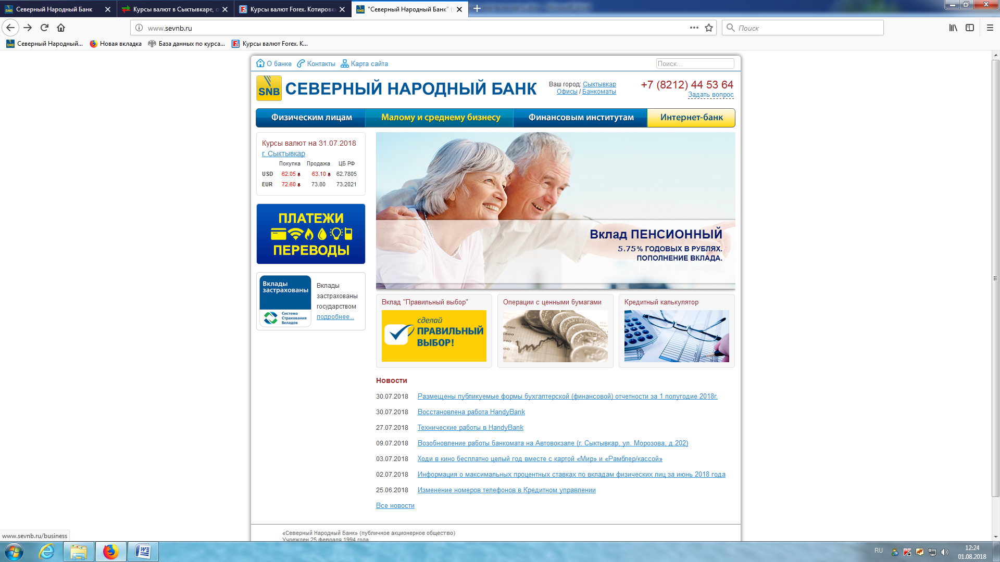 Северный Народный Банк
Курсы валют в Сыктывкаре, о
Курсы валют Forex. Котировки
"Северный Народный Банк" (
www.sevnb.ru
Поиск
Северный Народный...
Новая вкладка
База данных по курса...
Курсы валют Forex. К...
О банке
Контакты
Карта сайта
Поиск...
SNB
СЕВЕРНЫЙ НАРОДНЫЙ БАНК
Ваш город: Сыктывкар
Офисы / Банкоматы
+7 (8212) 44 53 64
Задать вопрос
Физическим лицам
Малому и среднему бизнесу
Финансовым институтам
Интернет-банк
Курсы валют на 31.07.2018
г. Сыктывкар
Покупка Продажа ЦБ РФ
USD 62.05 63.10 62.7805
EUR 72.60 73.80 73.2021
ПЛАТЕЖИ
ПЕРЕВОДЫ
Вклады
застрахованы
Система
Страхования
Вкладов
Вклады
застрахованы
государством
подробнее...
Вклад ПЕНСИОННЫЙ
5.75% ГОДОВЫХ В РУБЛЯХ.
ПОПОЛНЕНИЕ ВКЛАДА.
Вклад "Правильный выбор"
сделай
ПРАВИЛЬНЫЙ
ВЫБОР!
Операции с ценными бумагами
Кредитный калькулятор
Новости
30.07.2018 Размещены публикуемые формы бухгалтерской (финансовой) отчетности за 1 полугодие 2018г.
30.07.2018 Восстановлена работа HandyBank
27.07.2018 Технические работы в HandyBank
09.07.2018 Возобновление работы банкомата на Автовокзале (г. Сыктывкар, ул. Морозова, д.202)
03.07.2018 Ходи в кино бесплатно целый год вместе с картой «Мир» и «Рамблер/кассой»
02.07.2018 Информация о максимальных процентных ставках по вкладам физических лиц за июнь 2018 года
25.06.2018 Изменение номеров телефонов в Кредитном управлении
Все новости
«Северный Народный Банк» (публичное акционерное общество)
Учрежден 25 февраля 1994 года
www.sevnb.ru/business
RU
12:24
01.08.2018